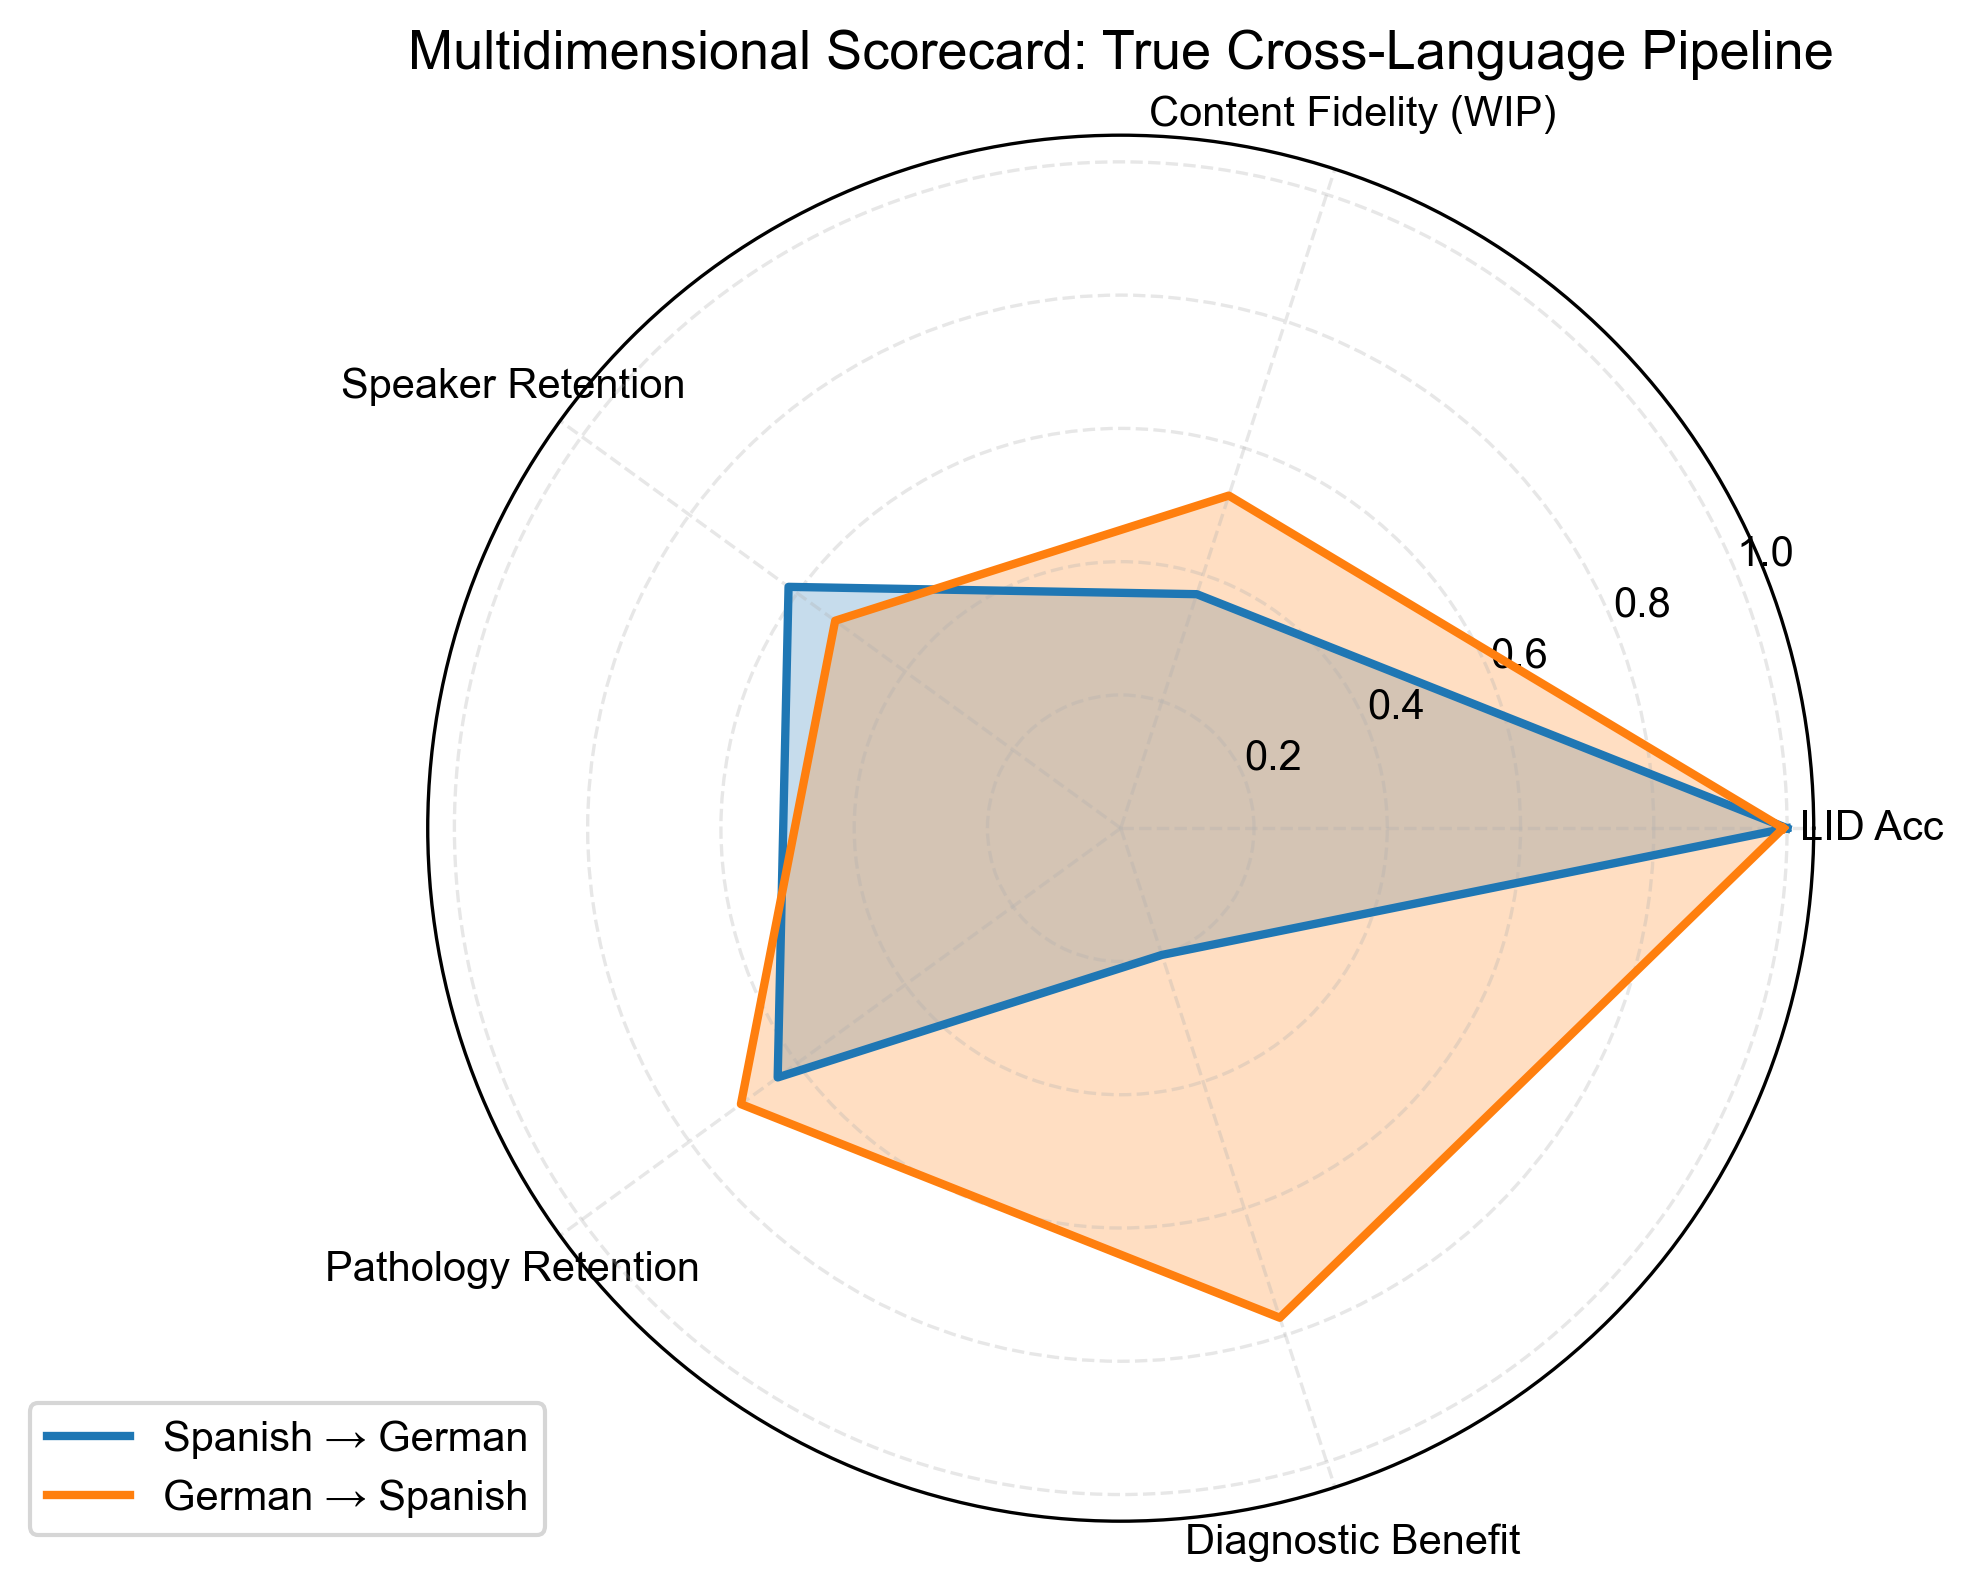 Multidimensional Scorecard: True Cross-Language Pipeline
Content Fidelity (WIP)
Speaker Retention
1.0
0.8
0.6
0.4
0.2
LID Acc
Pathology Retention
Diagnostic Benefit
Spanish → German
German → Spanish